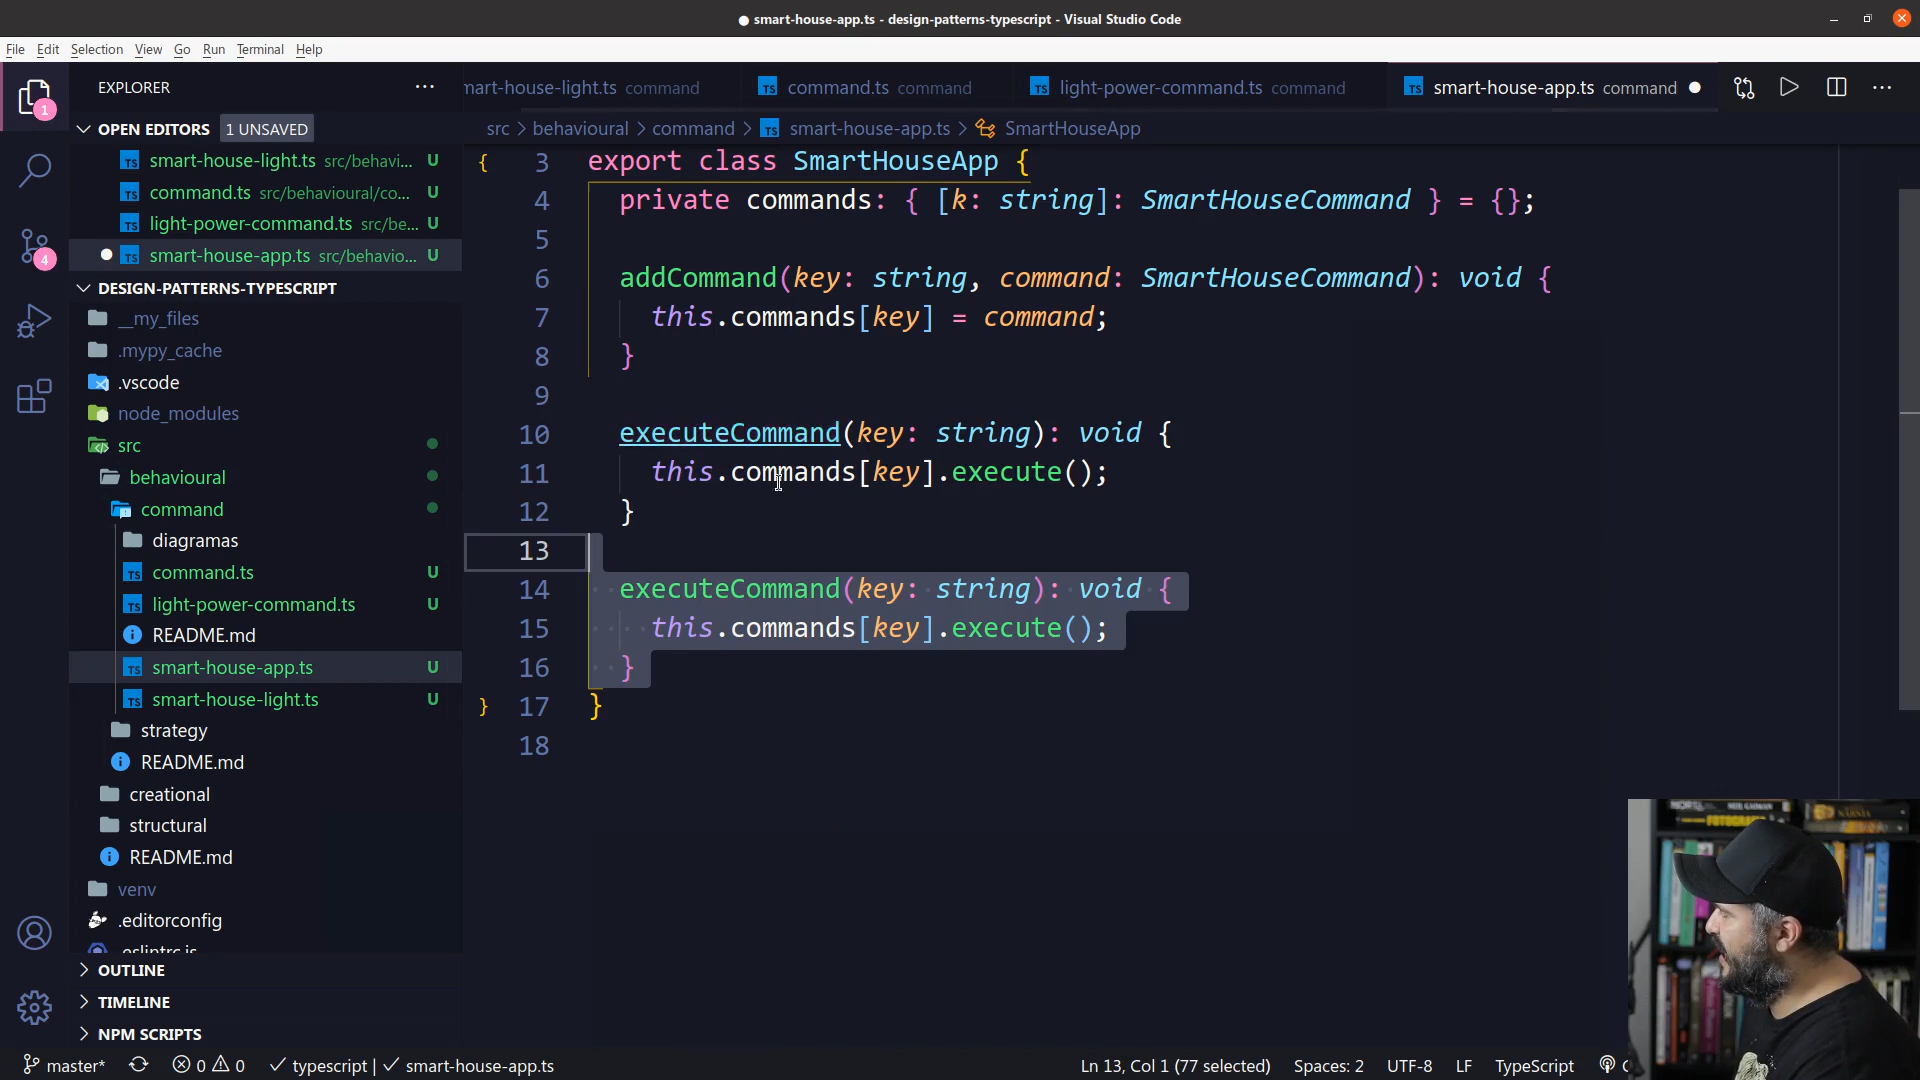 ● smart-house-app.ts - design-patterns-typescript - Visual Studio Code
File Edit Selection View Go Run Terminal Help
EXPLORER
OPEN EDITORS 1 UNSAVED
smart-house-light.ts src/behavi... U
command.ts src/behavioural/co... U
light-power-command.ts src/be... U
smart-house-app.ts src/behavio... U
DESIGN-PATTERNS-TYPESCRIPT
__my_files
.mypy_cache
.vscode
node_modules
src
behavioural
command
diagramas
command.ts U
light-power-command.ts U
README.md
smart-house-app.ts U
smart-house-light.ts U
strategy
README.md
creational
structural
README.md
venv
.editorconfig
.eslintrc.js
OUTLINE
TIMELINE
NPM SCRIPTS
1
4
mart-house-light.ts command
TS command.ts command
TS light-power-command.ts command
TS smart-house-app.ts command
src > behavioural > command > TS smart-house-app.ts > SmartHouseApp
{ 3 export class SmartHouseApp {
4 private commands: { [k: string]: SmartHouseCommand } = {};
5
6 addCommand(key: string, command: SmartHouseCommand): void {
7 this.commands[key] = command;
8 }
9
10 executeCommand(key: string): void {
11 this.commands[key].execute();
12 }
13
14 executeCommand(key: string): void {
15 this.commands[key].execute();
16 }
} 17 }
18
master* 0 0 typescript | smart-house-app.ts
Ln 13, Col 1 (77 selected) Spaces: 2 UTF-8 LF TypeScript